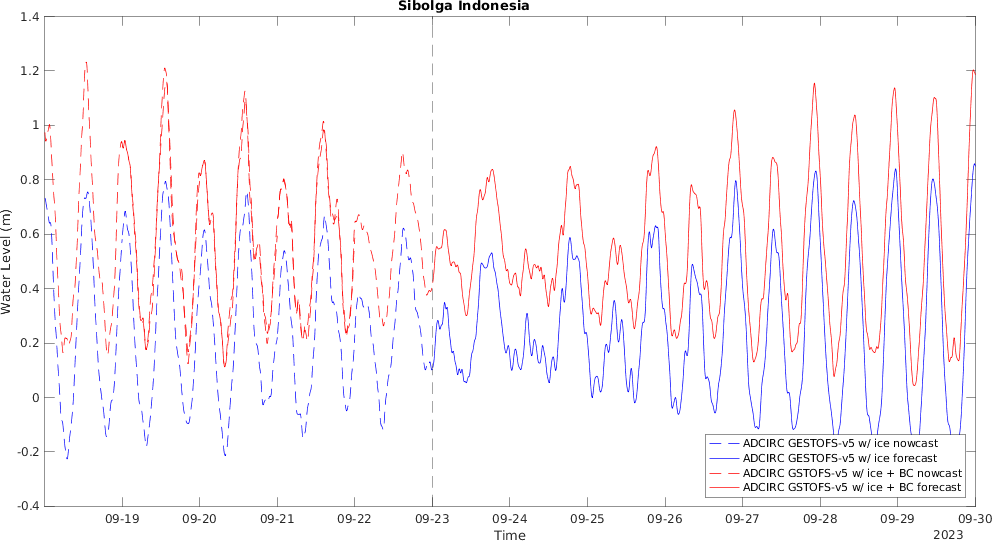 Sibolga Indonesia
1.4
1.2
1
0.8
0.6
0.4
0.2
0
-0.2
-0.4
Water Level (m)
ADCIRC GESTOFS-v5 w/ ice nowcast
ADCIRC GESTOFS-v5 w/ ice forecast
ADCIRC GSTOFS-v5 w/ ice + BC nowcast
ADCIRC GSTOFS-v5 w/ ice + BC forecast
09-19 09-20 09-21 09-22 09-23 09-24 09-25 09-26 09-27 09-28 09-29 09-30
Time 2023